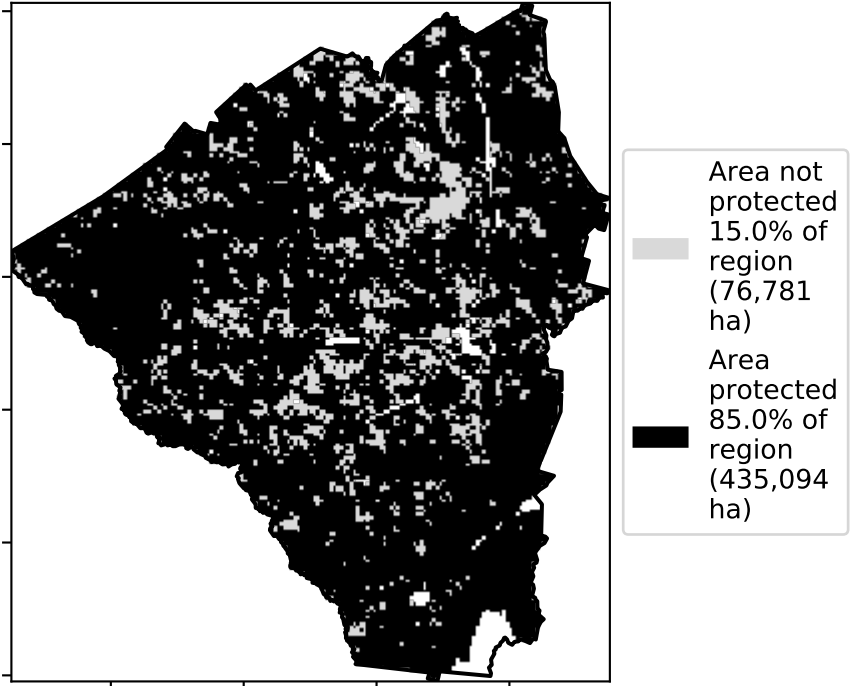 Area not
protected
15.0% of
region
(76,781
ha)
Area
protected
85.0% of
region
(435,094
ha)